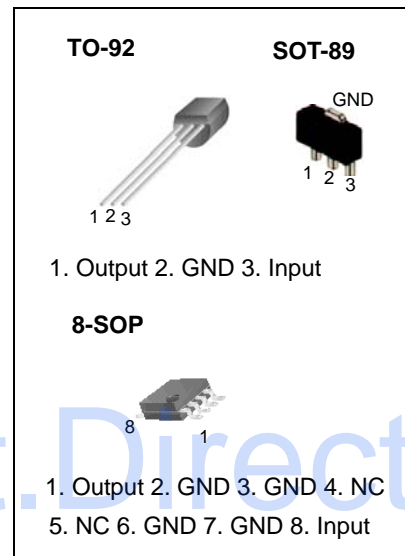 TO-92 SOT-89
GND
1 2 3
1 2 3
1. Output 2. GND 3. Input
8-SOP
8
1
t.Direct
1. Output 2. GND 3. GND 4. NC
5. NC 6. GND 7. GND 8. Input